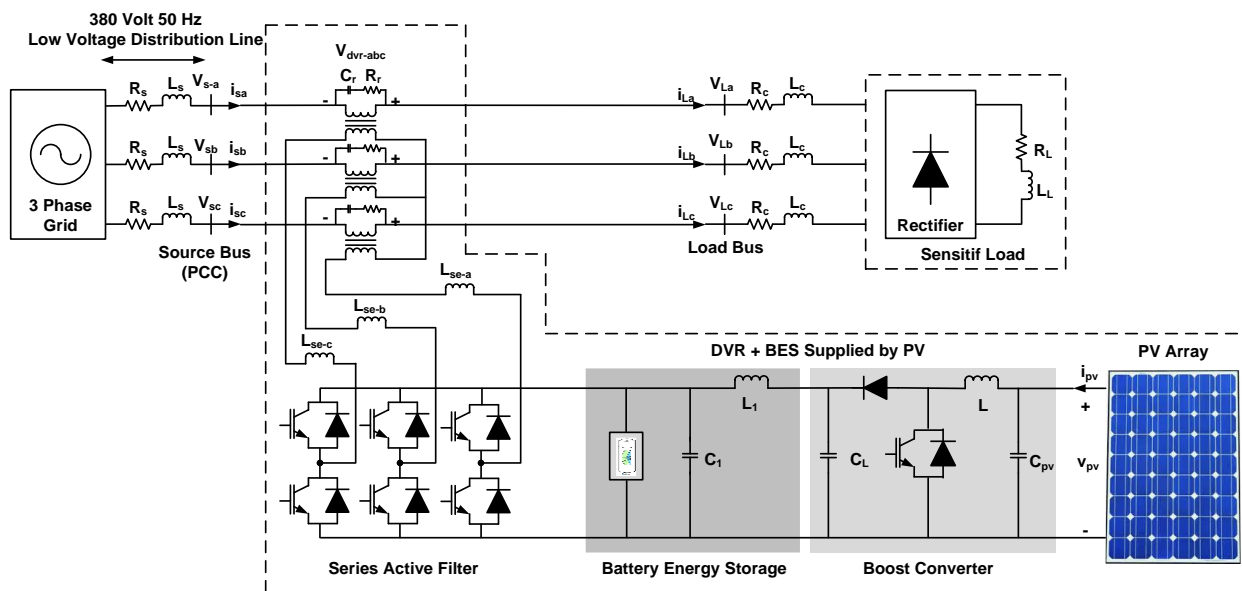 380 Volt 50 Hz
Low Voltage Distribution Line
V_dvr-abc
C_r R_r
R_s L_s V_s-a i_sa - + i_La V_La R_c L_c
R_s L_s V_sb i_sb - + i_Lb V_Lb R_c L_c
R_s L_s V_sc i_sc - + i_Lc V_Lc R_c L_c
3 Phase
Grid
Source Bus
(PCC)
Load Bus
R_L
L_L
Rectifier
Sensitif Load
L_se-a
L_se-b
L_se-c
DVR + BES Supplied by PV
PV Array
L_1
L
i_pv
+
C_1
C_L
C_pv
v_pv
-
Series Active Filter
Battery Energy Storage
Boost Converter